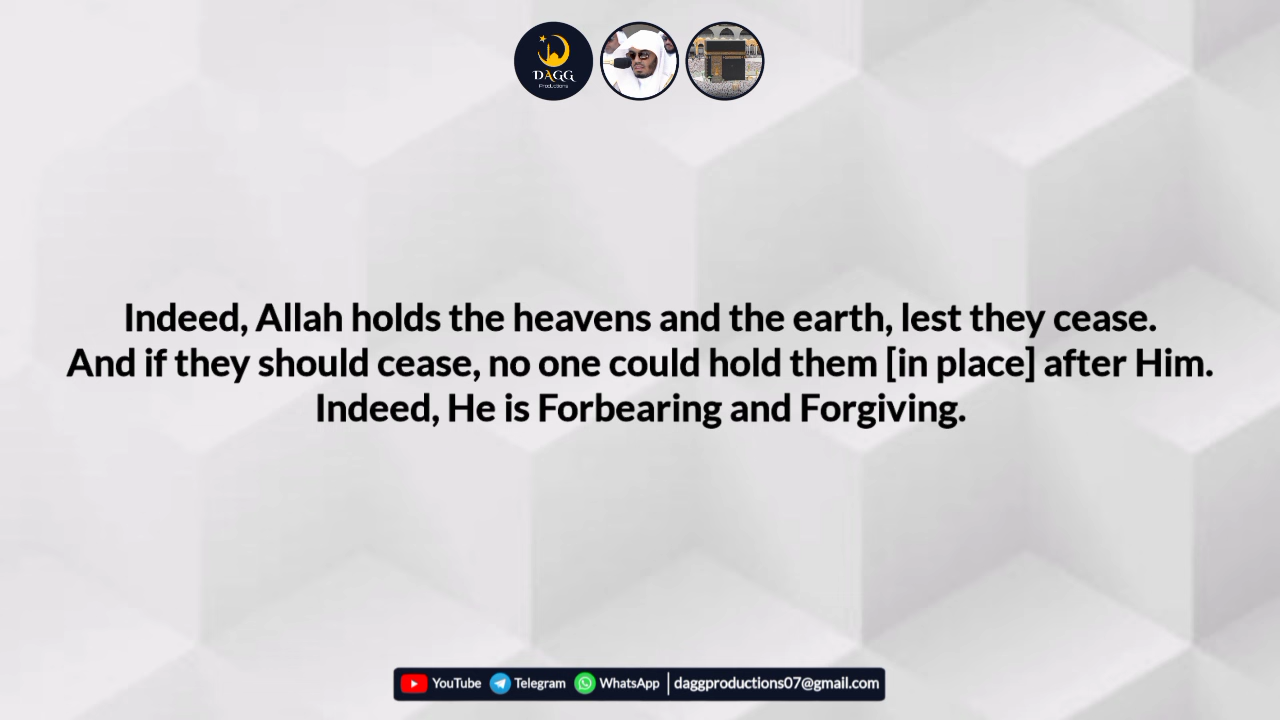 DAGG
Productions
Indeed, Allah holds the heavens and the earth, lest they cease.
And if they should cease, no one could hold them [in place] after Him.
Indeed, He is Forbearing and Forgiving.
YouTube Telegram WhatsApp | daggproductions07@gmail.com